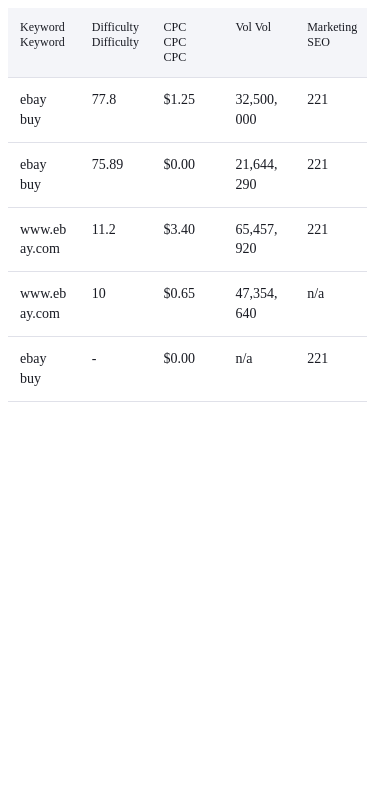 Keyword Keyword
Difficulty Difficulty
CPC CPC CPC
Vol Vol
Marketing SEO
ebay buy
77.8
$1.25
32,500,000
221
ebay buy
75.89
$0.00
21,644,290
221
www.ebay.com
11.2
$3.40
65,457,920
221
www.ebay.com
10
$0.65
47,354,640
n/a
ebay buy
-
$0.00
n/a
221